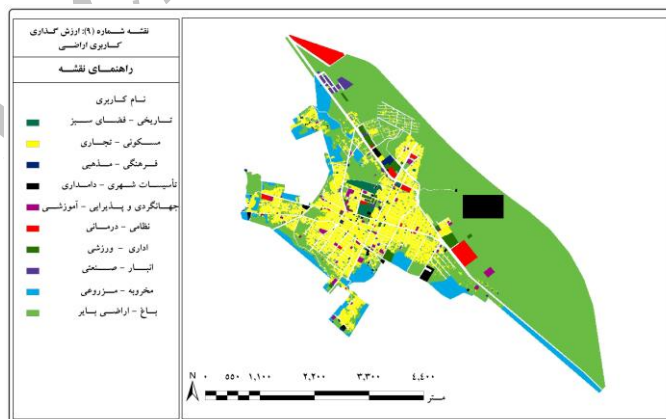 نقشه شماره (۹): ارزش گذاری
کاربری اراضی
راهنمای نقشه
نام کاربری
تاریخی - فضای سبز
مسکونی - تجاری
فرهنگی - مذهبی
تأسیسات شهری - دامداری
جهانگردی و پذیرایی - آموزشی
نظامی - درمانی
اداری - ورزشی
انبار - صنعتی
مخروبه - مزروعی
باغ - اراضی بایر
N
۰ ۵۵۰ ۱,۱۰۰ ۲,۲۰۰ ۳,۳۰۰ ۴,۴۰۰
متر